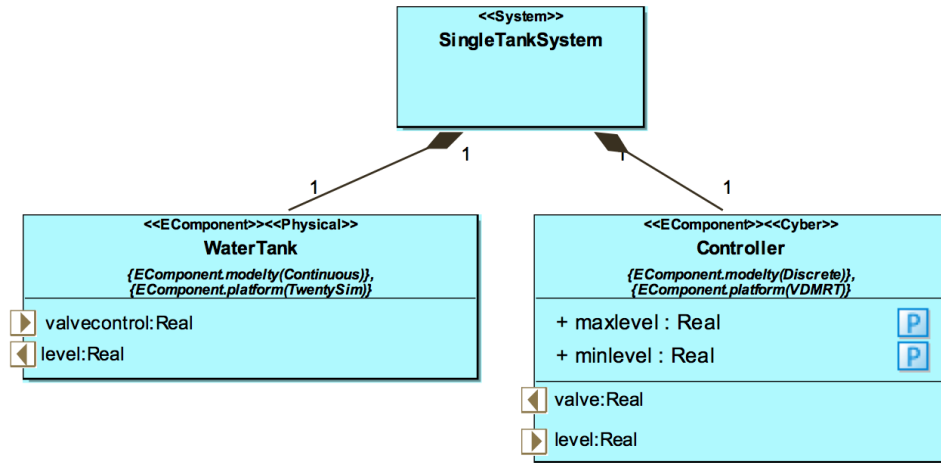 <<System>>
SingleTankSystem
1
1
1
1
<<EComponent>><<Physical>>
WaterTank
{EComponent.modelty(Continuous)},
{EComponent.platform(TwentySim)}
valvecontrol:Real
level:Real
<<EComponent>><<Cyber>>
Controller
{EComponent.modelty(Discrete)},
{EComponent.platform(VDMRT)}
+ maxlevel : Real P
+ minlevel : Real P
valve:Real
level:Real